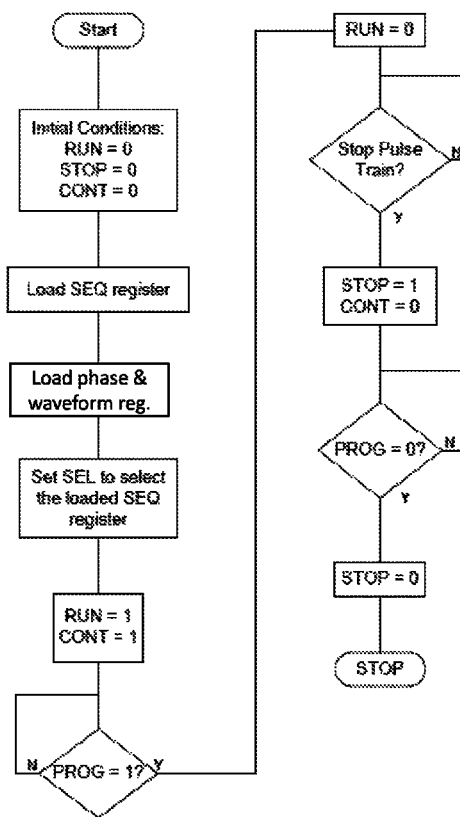 Start
Initial Conditions:
RUN = 0
STOP = 0
CONT = 0
Load SEQ register
Load phase &
waveform reg.
Set SEL to select
the loaded SEQ
register
RUN = 1
CONT = 1
N
PROG = 1?
Y
RUN = 0
Stop Pulse
Train?
N
Y
STOP = 1
CONT = 0
PROG = 0?
N
Y
STOP = 0
STOP